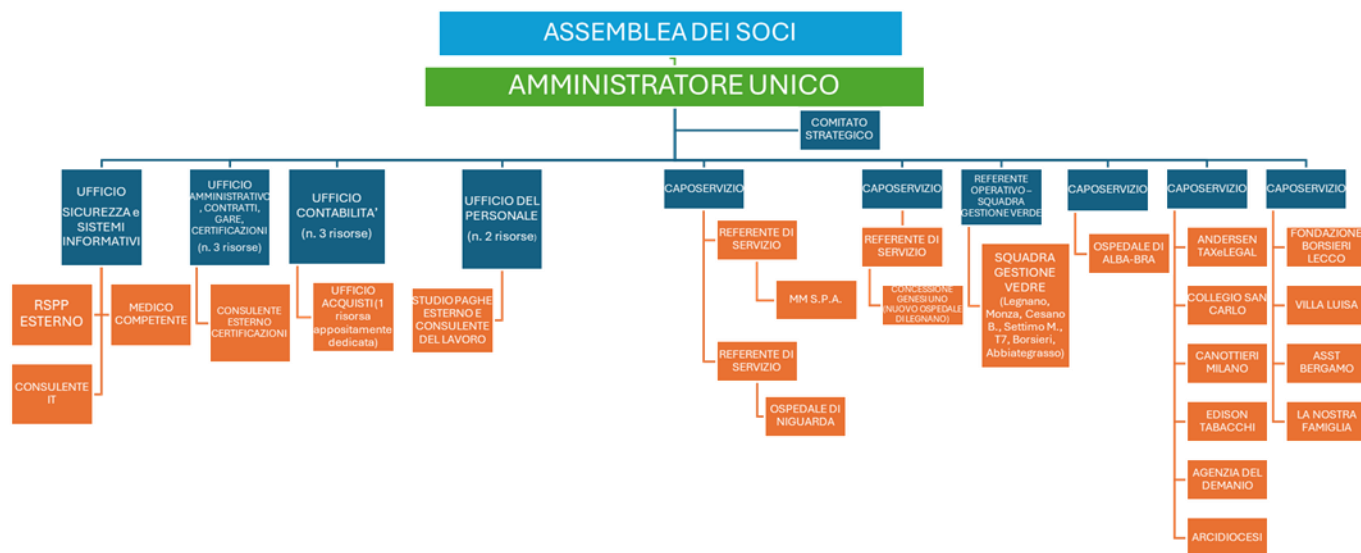 ASSEMBLEA DEI SOCI
AMMINISTRATORE UNICO
COMITATO
STRATEGICO
UFFICIO
SICUREZZA e
SISTEMI
INFORMATIVI
UFFICIO
AMMINISTRATIVO
, CONTRATTI,
GARE,
CERTIFICAZIONI
(n. 3 risorse)
UFFICIO
CONTABILITA'
(n. 3 risorse)
UFFICIO DEL
PERSONALE
(n. 2 risorse)
CAPOSERVIZIO
CAPOSERVIZIO
REFERENTE
OPERATIVO –
SQUADRA
GESTIONE VERDE
CAPOSERVIZIO
CAPOSERVIZIO
CAPOSERVIZIO
RSPP
ESTERNO
MEDICO
COMPETENTE
CONSULENTE
IT
CONSULENTE
ESTERNO
CERTIFICAZIONI
UFFICIO
ACQUISTI (1
risorsa
appositamente
dedicata)
STUDIO PAGHE
ESTERNO E
CONSULENTE
DEL LAVORO
REFERENTE DI
SERVIZIO
MM S.P.A.
REFERENTE DI
SERVIZIO
OSPEDALE DI
NIGUARDA
REFERENTE DI
SERVIZIO
CONCESSIONE
GENESI UNO
(NUOVO OSPEDALE
DI LEGNANO)
SQUADRA
GESTIONE
VEDRE
(Legnano,
Monza, Cesano
B., Settimo M.,
T7, Borsieri,
Abbiategrasso)
OSPEDALE DI
ALBA-BRA
ANDERSEN
TAXeLEGAL
COLLEGIO SAN
CARLO
CANOTTIERI
MILANO
EDISON
TABACCHI
AGENZIA DEL
DEMANIO
ARCIDIOCESI
FONDAZIONE
BORSIERI
LECCO
VILLA LUISA
ASST
BERGAMO
LA NOSTRA
FAMIGLIA